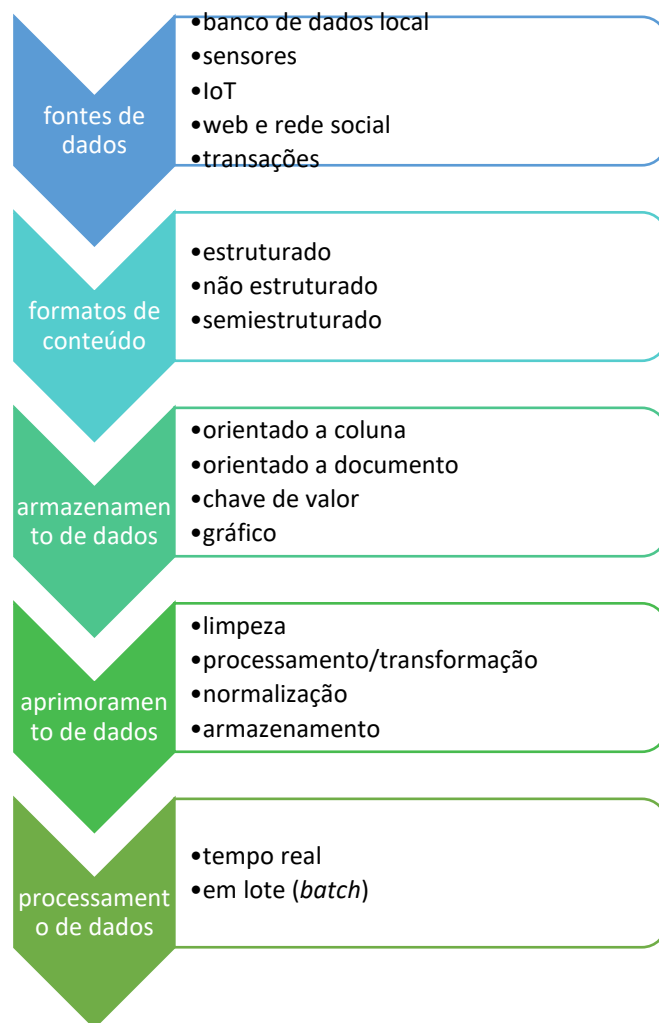 fontes de
dados
•banco de dados local
•sensores
•IoT
•web e rede social
•transações
formatos de
conteúdo
•estruturado
•não estruturado
•semiestruturado
armazenamen
to de dados
•orientado a coluna
•orientado a documento
•chave de valor
•gráfico
aprimoramen
to de dados
•limpeza
•processamento/transformação
•normalização
•armazenamento
processament
o de dados
•tempo real
•em lote (batch)